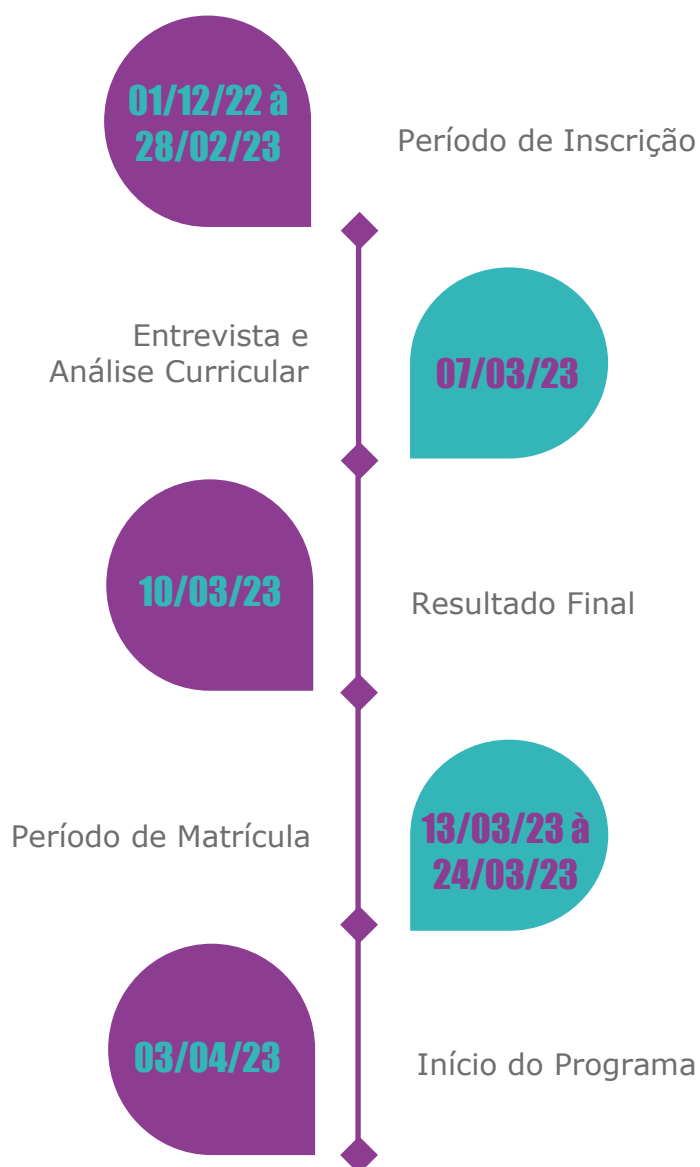 01/12/22 à
28/02/23
Período de Inscrição
Entrevista e
Análise Curricular
07/03/23
10/03/23
Resultado Final
Período de Matrícula
13/03/23 à
24/03/23
03/04/23
Início do Programa